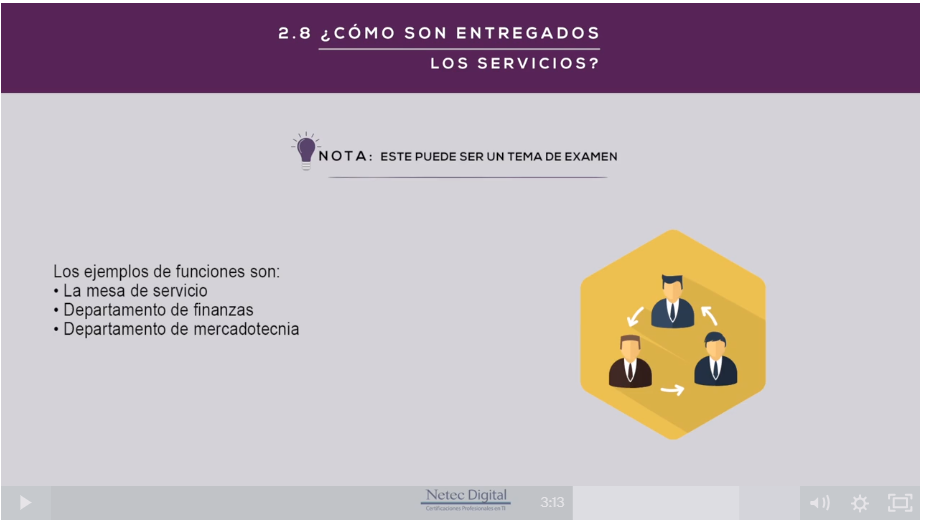 2.8 ¿CÓMO SON ENTREGADOS
LOS SERVICIOS?
NOTA: ESTE PUEDE SER UN TEMA DE EXAMEN
Los ejemplos de funciones son:
• La mesa de servicio
• Departamento de finanzas
• Departamento de mercadotecnia
Netec Digital
Certificaciones Profesionales en TI
3:13